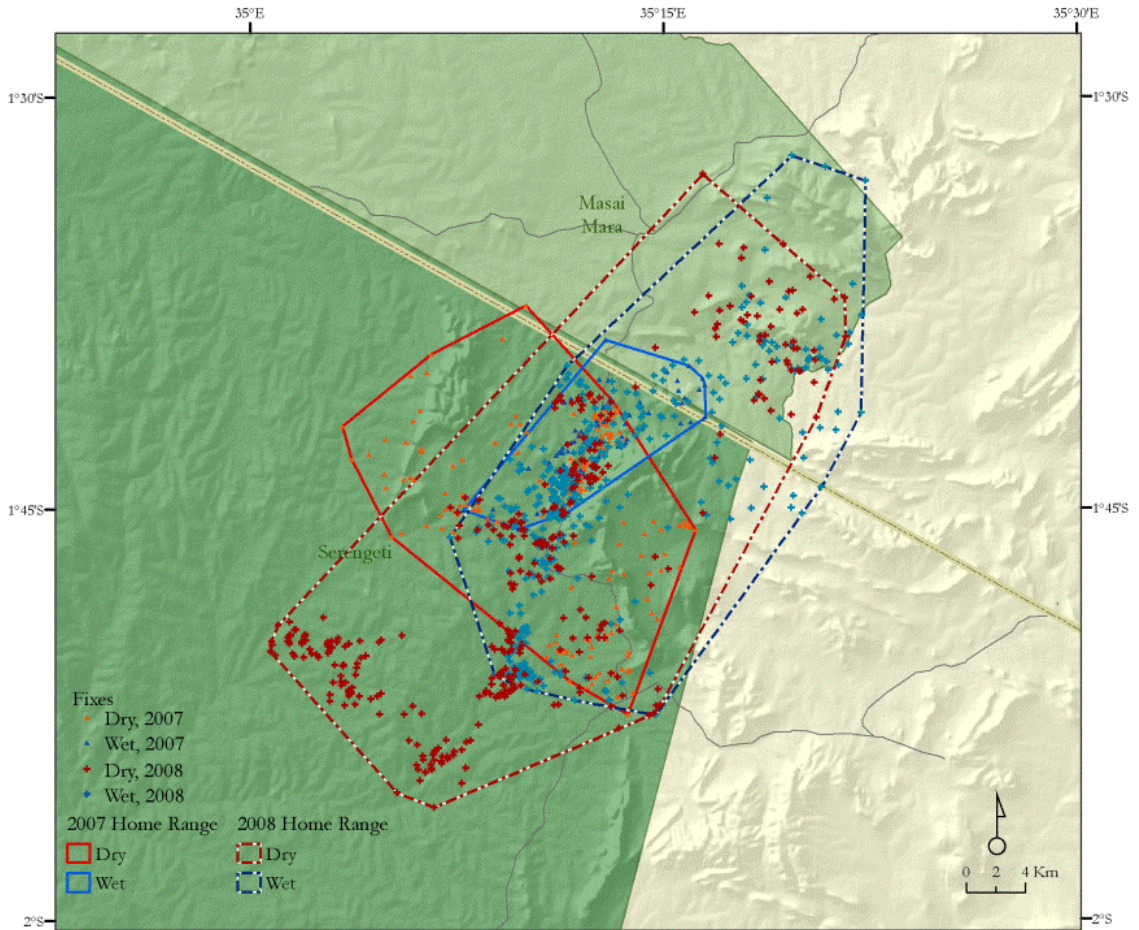 35°E 35°15'E 35°30'E
1°30'S 1°30'S
Masai
Mara
1°45'S 1°45'S
Serengeti
Fixes
Dry, 2007
Wet, 2007
Dry, 2008
Wet, 2008
2007 Home Range 2008 Home Range
Dry Dry
Wet Wet
0 2 4 Km
2°S 2°S